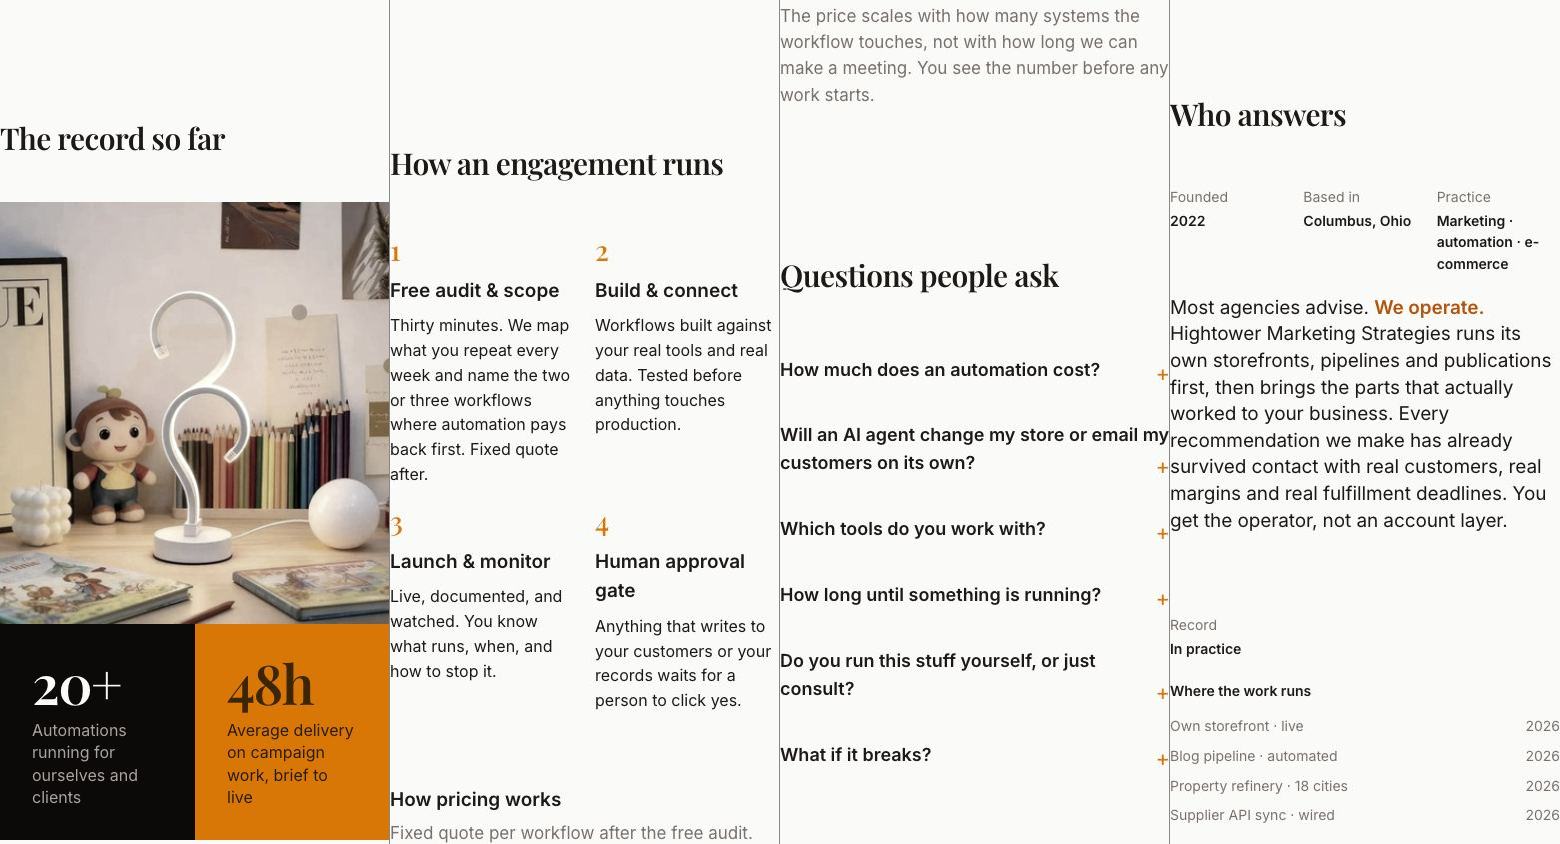 The record so far
UE
20+
Automations
running for
ourselves and
clients
48h
Average delivery
on campaign
work, brief to
live
How an engagement runs
1
Free audit & scope
Thirty minutes. We map
what you repeat every
week and name the two
or three workflows
where automation pays
back first. Fixed quote
after.
2
Build & connect
Workflows built against
your real tools and real
data. Tested before
anything touches
production.
3
Launch & monitor
Live, documented, and
watched. You know
what runs, when, and
how to stop it.
4
Human approval
gate
Anything that writes to
your customers or your
records waits for a
person to click yes.
How pricing works
Fixed quote per workflow after the free audit.
The price scales with how many systems the
workflow touches, not with how long we can
make a meeting. You see the number before any
work starts.
Questions people ask
How much does an automation cost?
+
Will an AI agent change my store or email my
customers on its own?
+
Which tools do you work with?
+
How long until something is running?
+
Do you run this stuff yourself, or just
consult?
+
What if it breaks?
+
Who answers
Founded
2022
Based in
Columbus, Ohio
Practice
Marketing ·
automation · e-
commerce
Most agencies advise. We operate.
Hightower Marketing Strategies runs its
own storefronts, pipelines and publications
first, then brings the parts that actually
worked to your business. Every
recommendation we make has already
survived contact with real customers, real
margins and real fulfillment deadlines. You
get the operator, not an account layer.
Record
In practice
Where the work runs
Own storefront · live 2026
Blog pipeline · automated 2026
Property refinery · 18 cities 2026
Supplier API sync · wired 2026